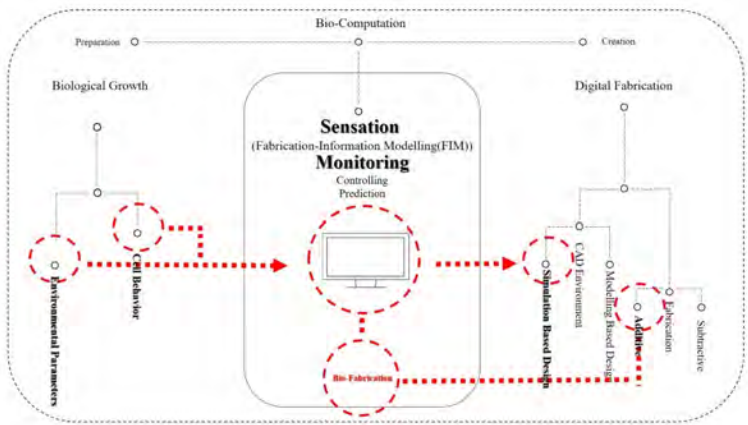 Bio-Computation
Preparation
Creation
Biological Growth
Digital Fabrication
Sensation
(Fabrication-Information Modelling(FIM))
Monitoring
Controlling
Prediction
Cell Behavior
Environmental Parameters
CAD Environment
Simulation Based Design
Modelling Based Design
Fabrication
Additive
Subtractive
Bio-Fabrication